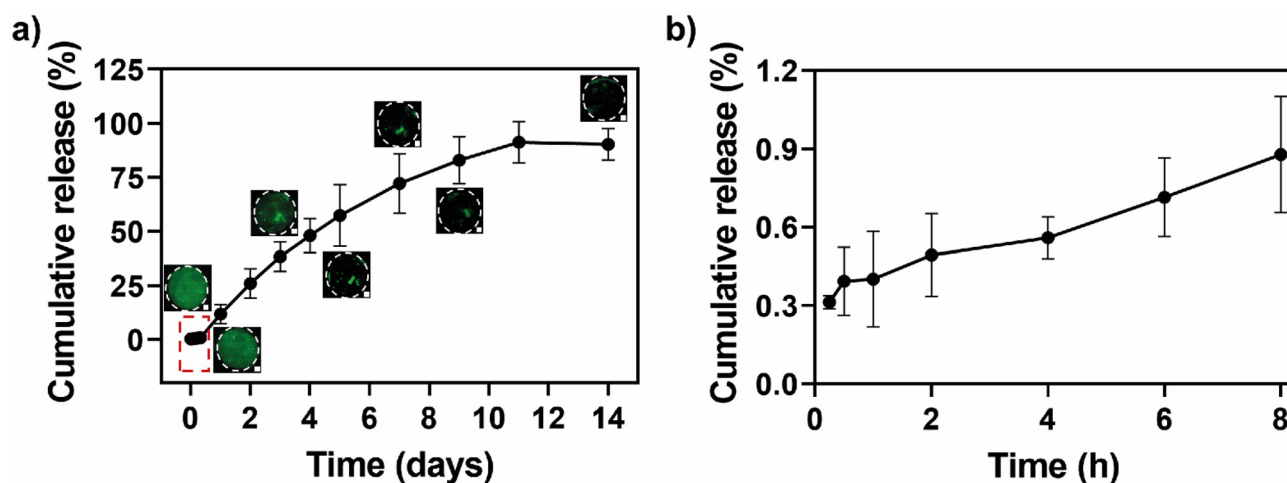 a)
Cumulative release (%)
125
100
75
50
25
0
0 2 4 6 8 10 12 14
Time (days)
b)
Cumulative release (%)
1.2
0.9
0.6
0.3
0.0
0 2 4 6 8
Time (h)